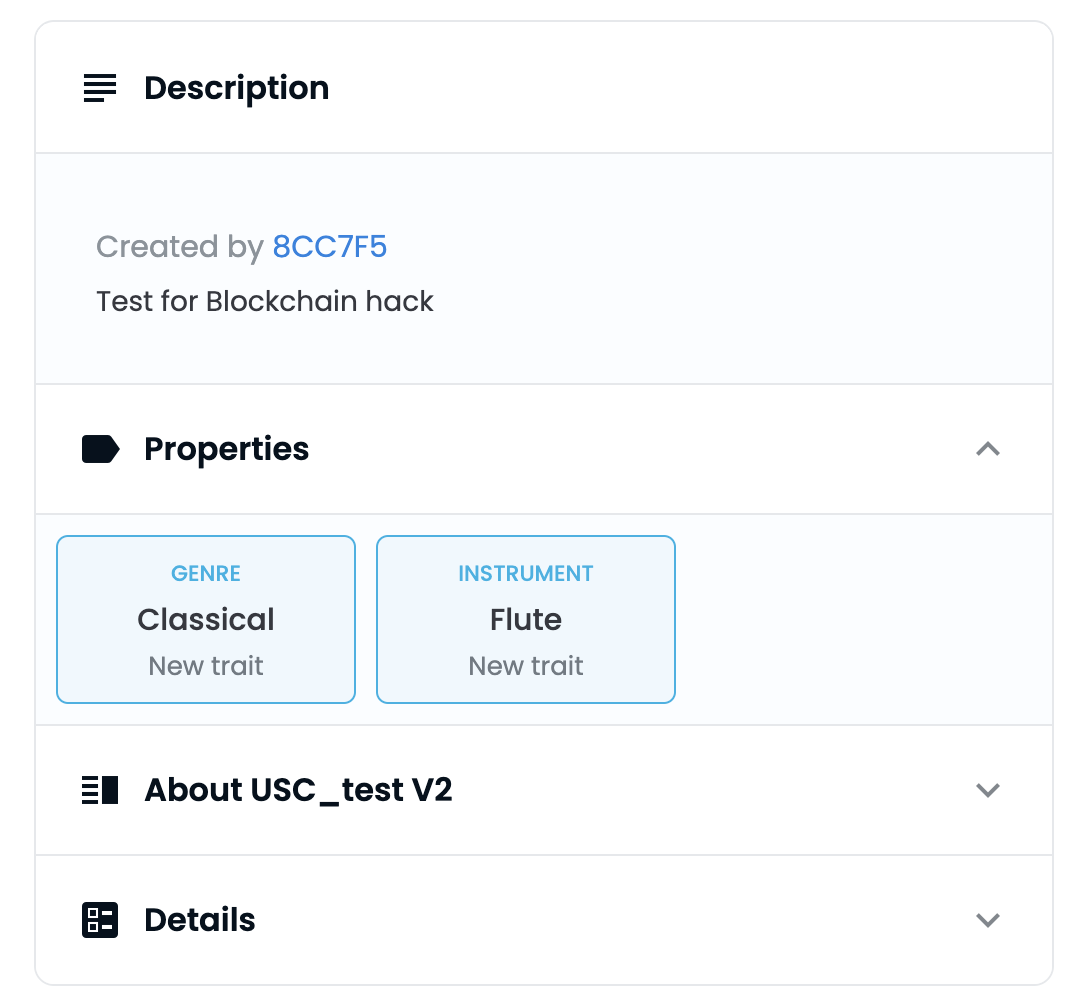 Description
Created by 8CC7F5
Test for Blockchain hack
Properties
GENRE
Classical
New trait
INSTRUMENT
Flute
New trait
About USC_test V2
Details